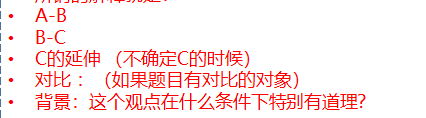 • A-B
• B-C
• C的延伸 （不确定C的时候）
• 对比 ：（如果题目有对比的对象）
• 背景：这个观点在什么条件下特别有道理?